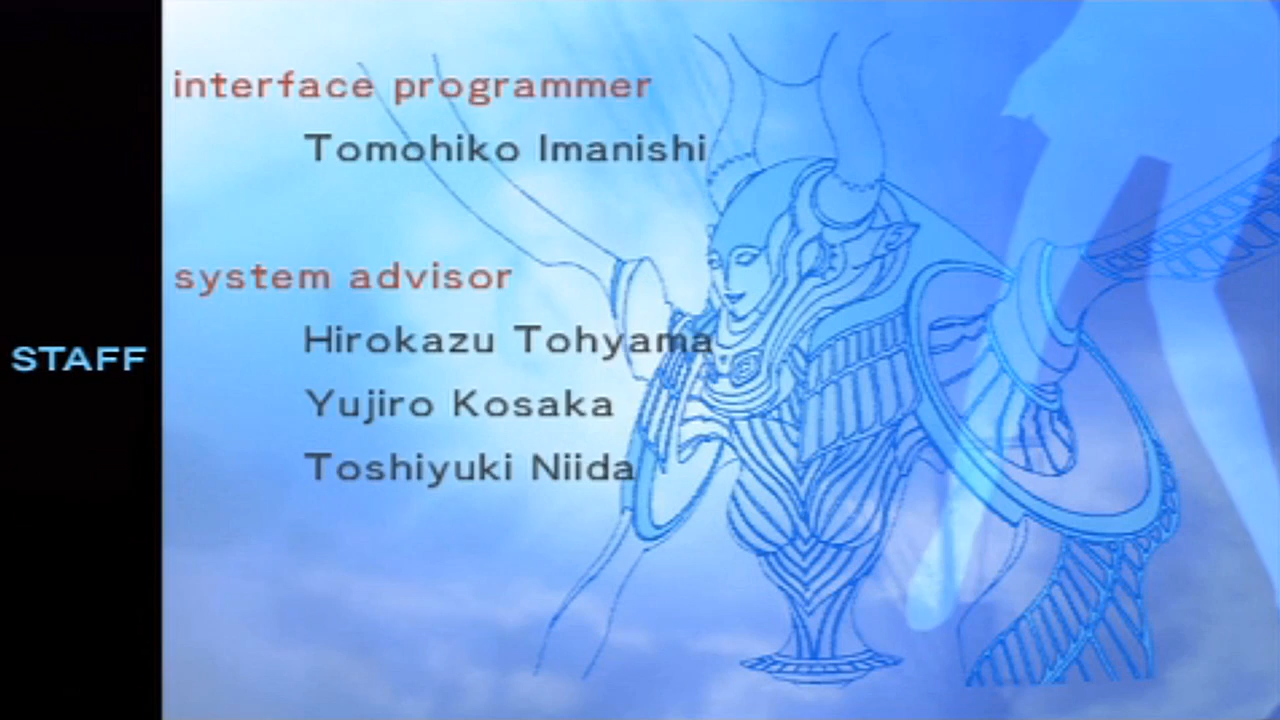 STAFF
interface programmer
Tomohiko Imanishi
system advisor
Hirokazu Tohyama
Yujiro Kosaka
Toshiyuki Niida